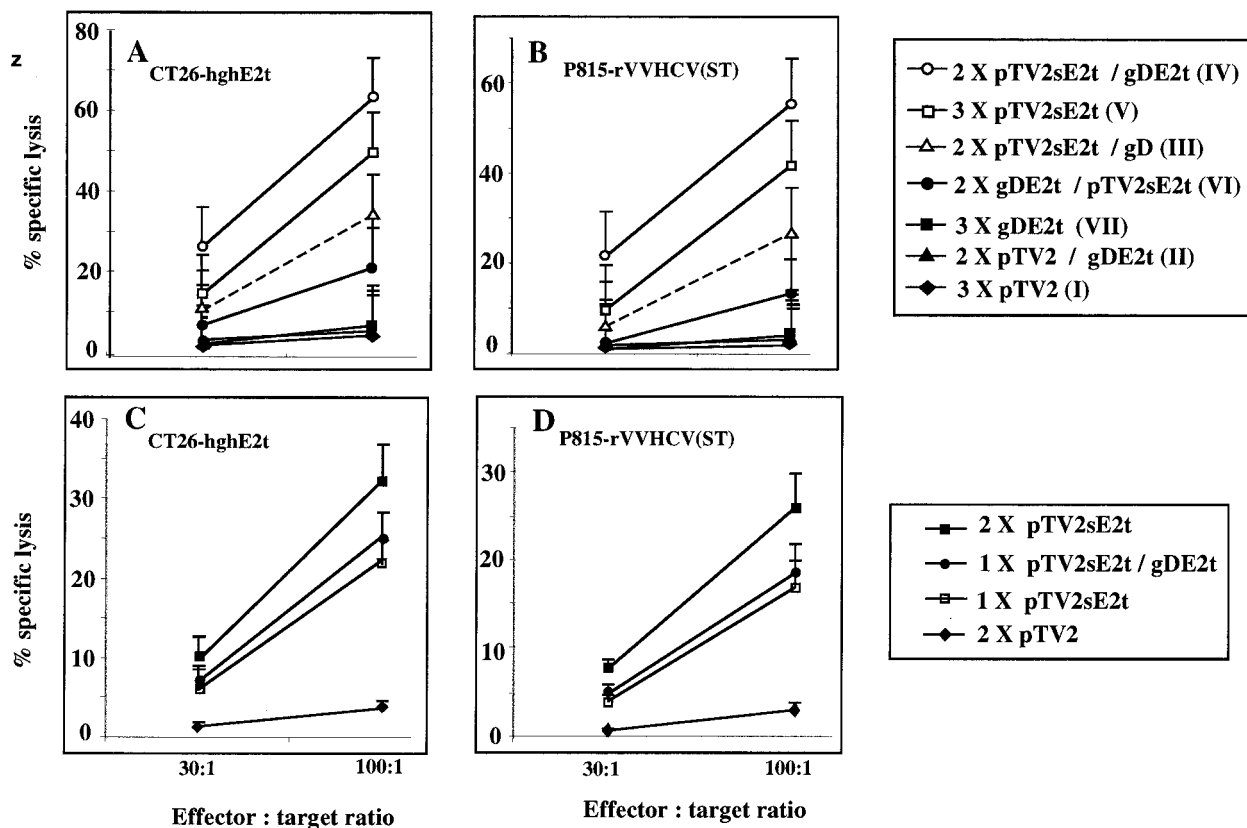 z
% specific lysis
80
60
40
20
0
A
CT26-hghE2t
60
40
20
0
B
P815-rVVHCV(ST)
2 X pTV2sE2t / gDE2t (IV)
3 X pTV2sE2t (V)
2 X pTV2sE2t / gD (III)
2 X gDE2t / pTV2sE2t (VI)
3 X gDE2t (VII)
2 X pTV2 / gDE2t (II)
3 X pTV2 (I)
% specific lysis
40
30
20
10
0
C
CT26-hghE2t
30:1
100:1
Effector : target ratio
30
20
10
0
D
P815-rVVHCV(ST)
30:1
100:1
Effector : target ratio
2 X pTV2sE2t
1 X pTV2sE2t / gDE2t
1 X pTV2sE2t
2 X pTV2